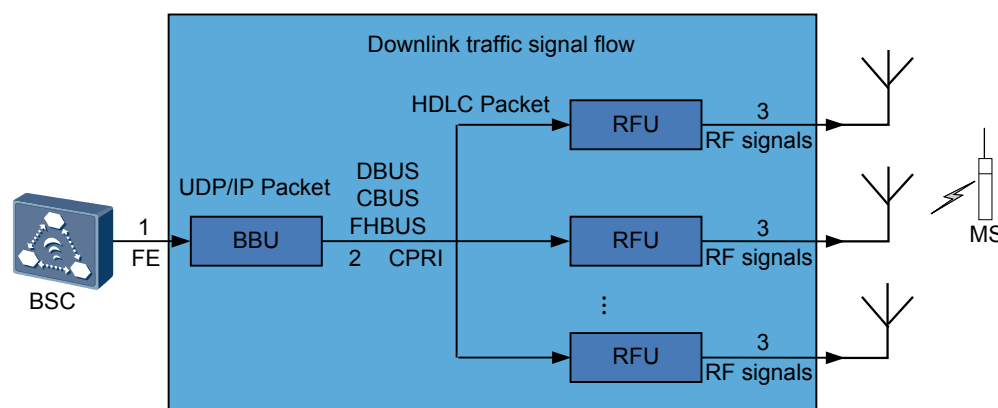 Downlink traffic signal flow
HDLC Packet
RFU
3
RF signals
UDP/IP Packet
DBUS
CBUS
FHBUS
2 CPRI
BSC
1
FE
BBU
RFU
3
RF signals
MS
...
RFU
3
RF signals